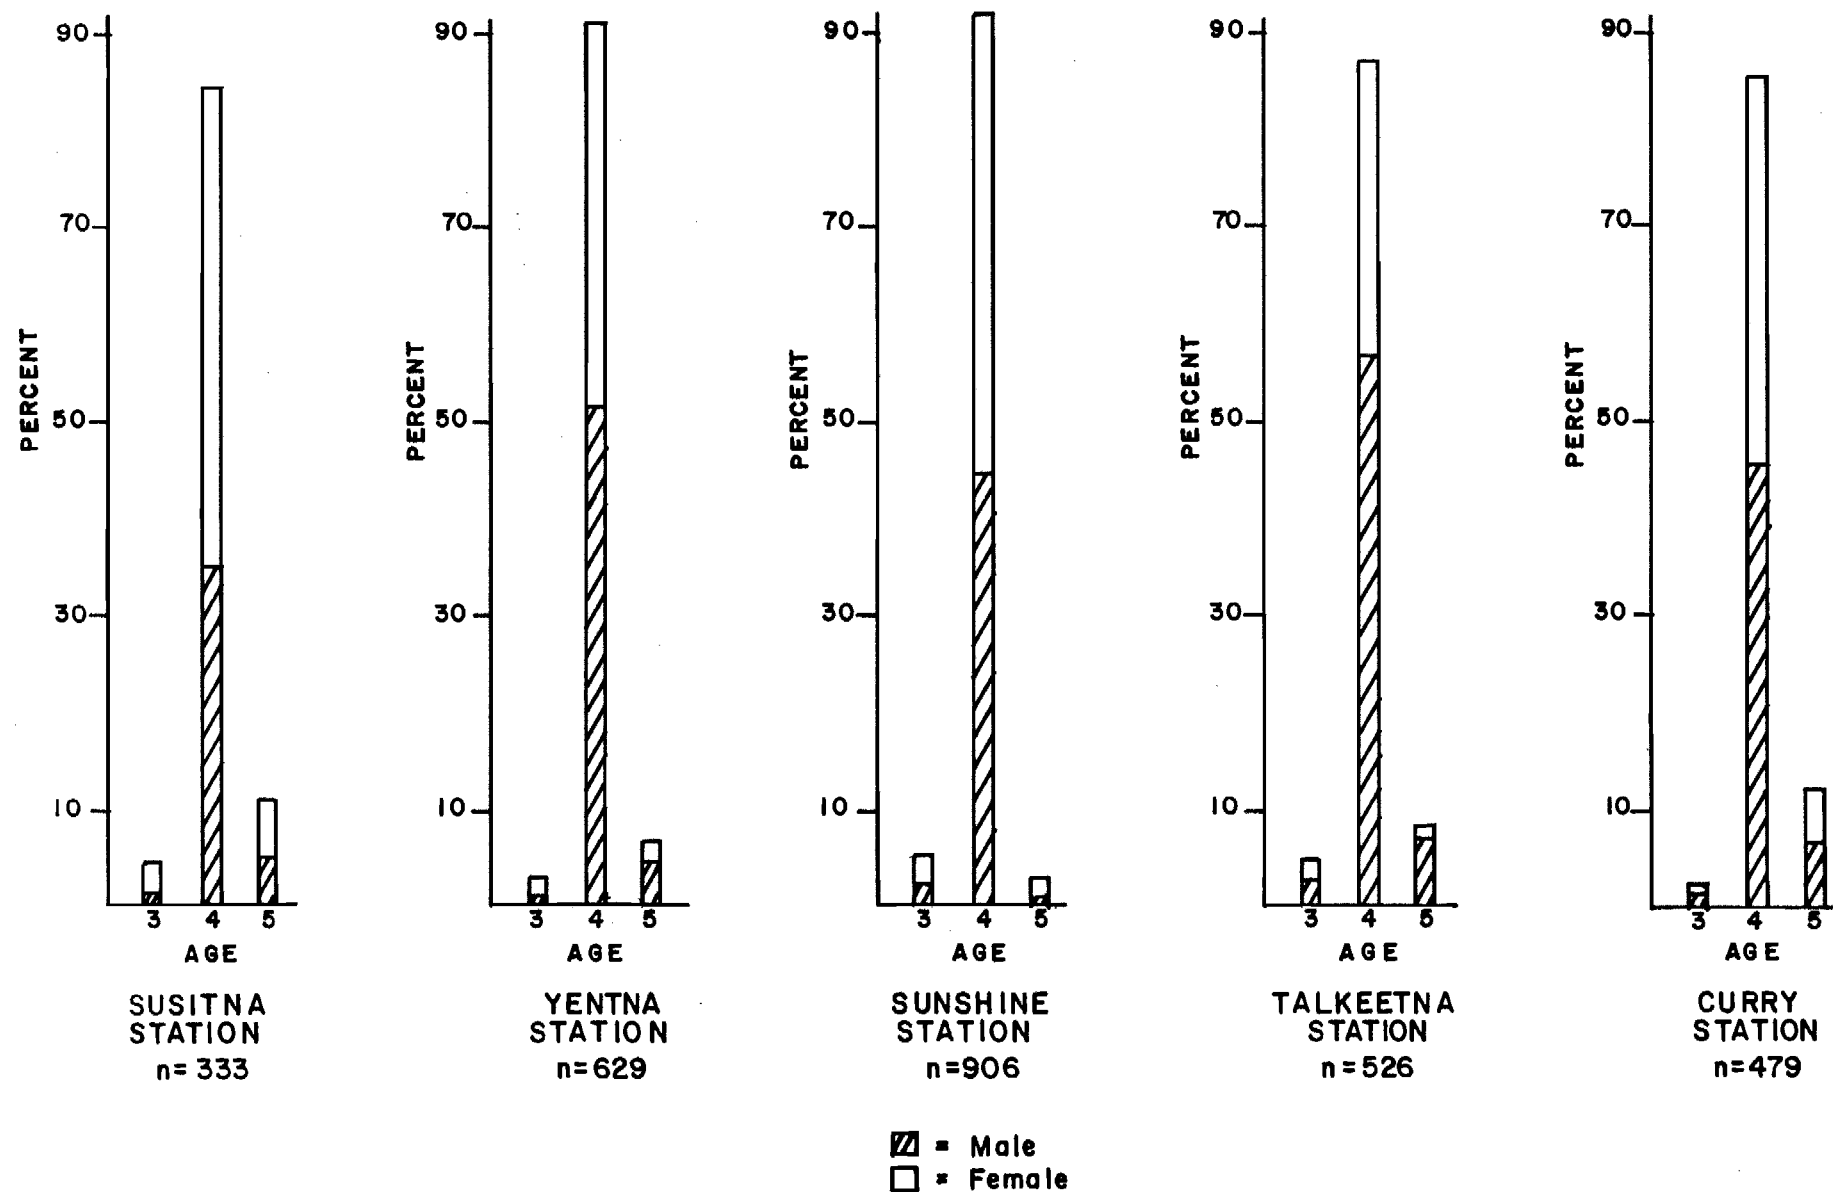 90
70
50
30
10
PERCENT
3 4 5
AGE
SUSITNA
STATION
n= 333
90
70
50
30
10
PERCENT
3 4 5
AGE
YENTNA
STATION
n=629
90
70
50
30
10
PERCENT
3 4 5
AGE
SUNSHINE
STATION
n=906
90
70
50
30
10
PERCENT
3 4 5
AGE
TALKEETNA
STATION
n=526
90
70
50
30
10
PERCENT
3 4 5
AGE
CURRY
STATION
n=479
= Male
= Female